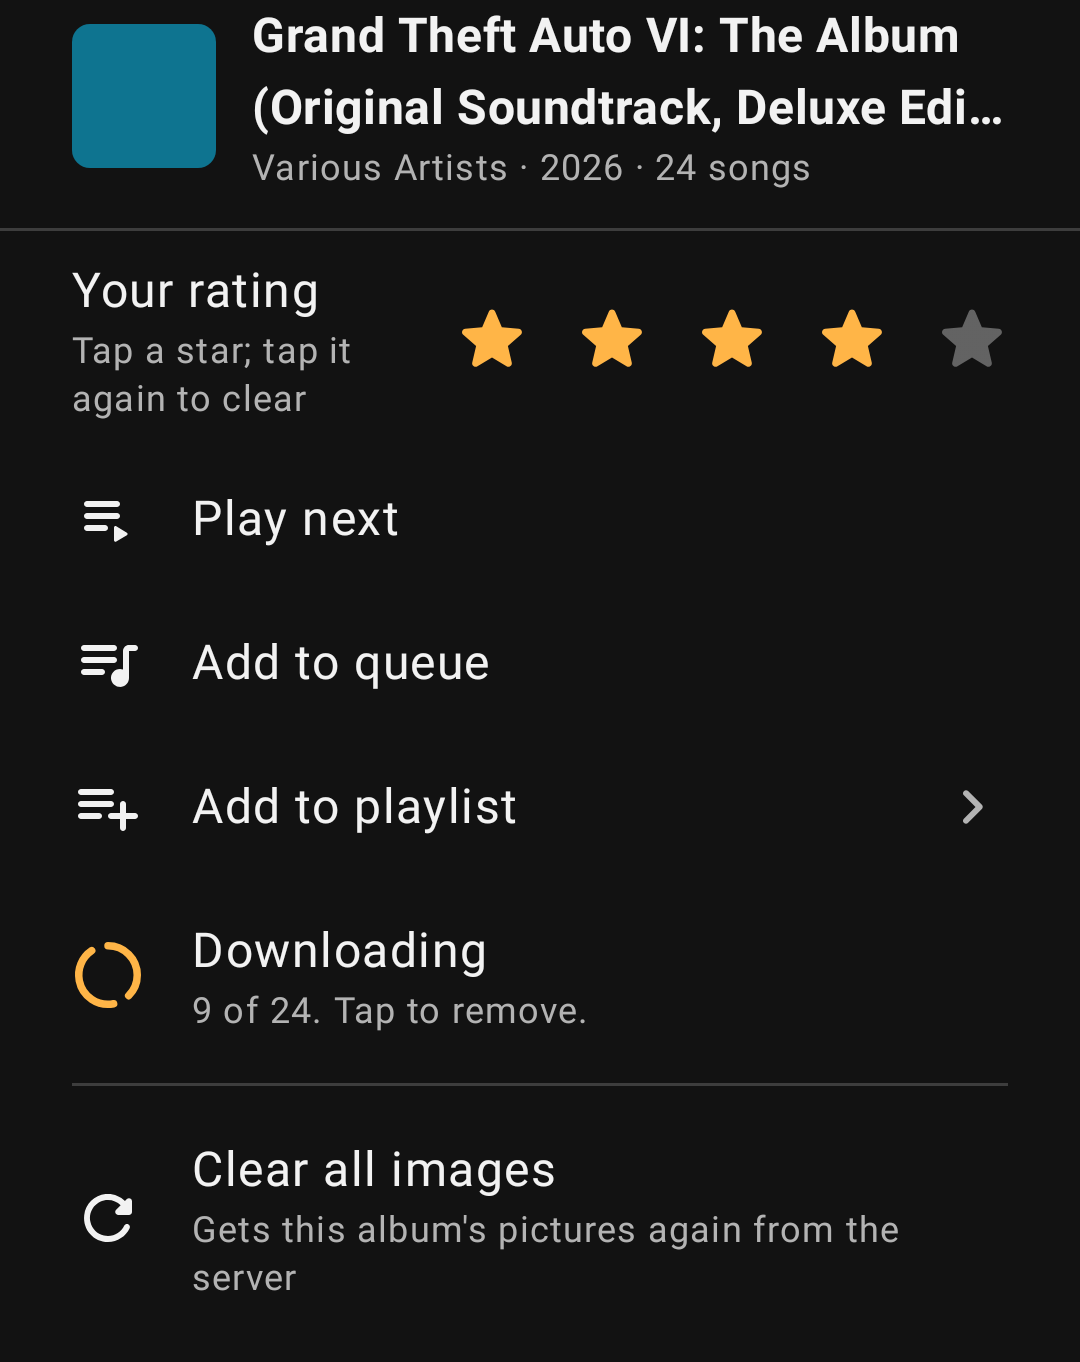 Grand Theft Auto VI: The Album
(Original Soundtrack, Deluxe Edi…
Various Artists · 2026 · 24 songs
Your rating
Tap a star; tap it
again to clear
Play next
Add to queue
Add to playlist
Downloading
9 of 24. Tap to remove.
Clear all images
Gets this album's pictures again from the
server